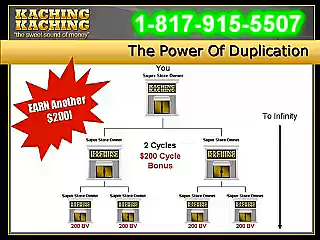 KACHING
KACHING
"the sweet sound of money"
1-817-915-5507
The Power Of Duplication
You
Super Store Owner
EARN Another
$200!
To Infinity
Super Store Owner
2 Cycles
Super Store Owner
$200 Cycle
Bonus
Super Store Owner
Super Store Owner
Super Store Owner
Super Store Owner
200 BV
200 BV
200 BV
200 BV